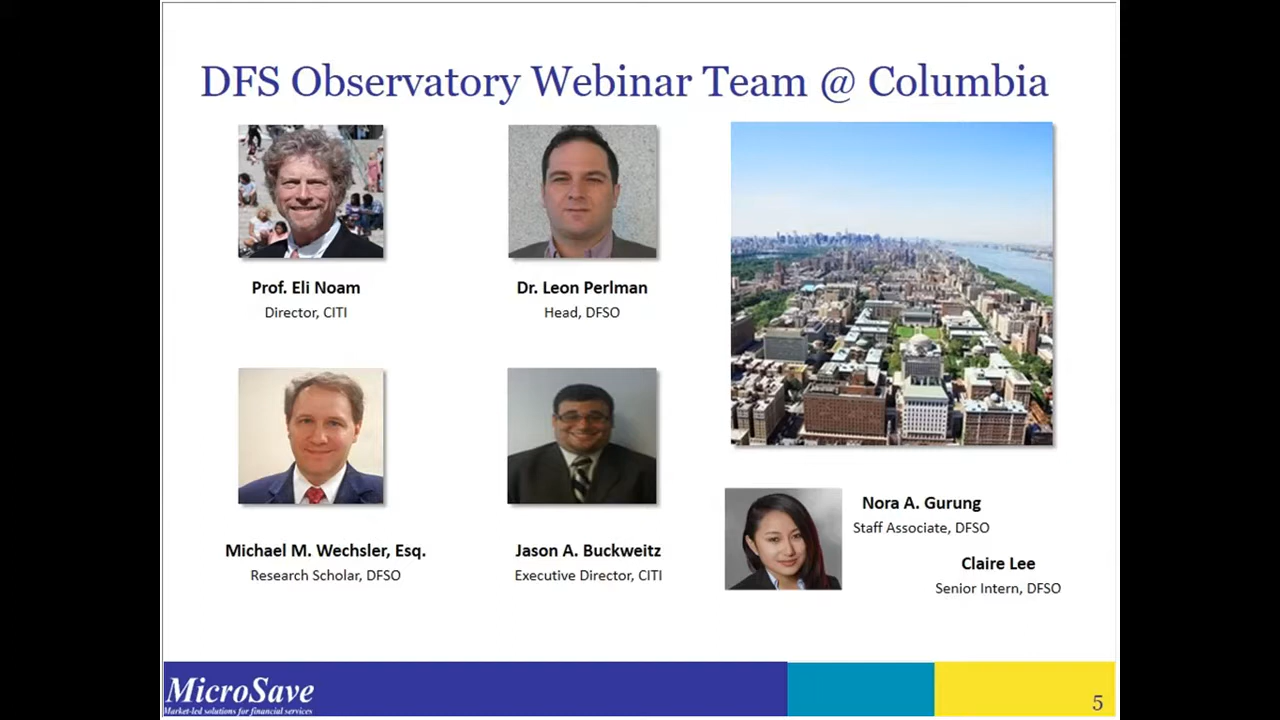 DFS Observatory Webinar Team @ Columbia
Prof. Eli Noam
Director, CITI
Dr. Leon Perlman
Head, DFSO
Michael M. Wechsler, Esq.
Research Scholar, DFSO
Jason A. Buckweitz
Executive Director, CITI
Nora A. Gurung
Staff Associate, DFSO
Claire Lee
Senior Intern, DFSO
MicroSave
Market-led solutions for financial services
5